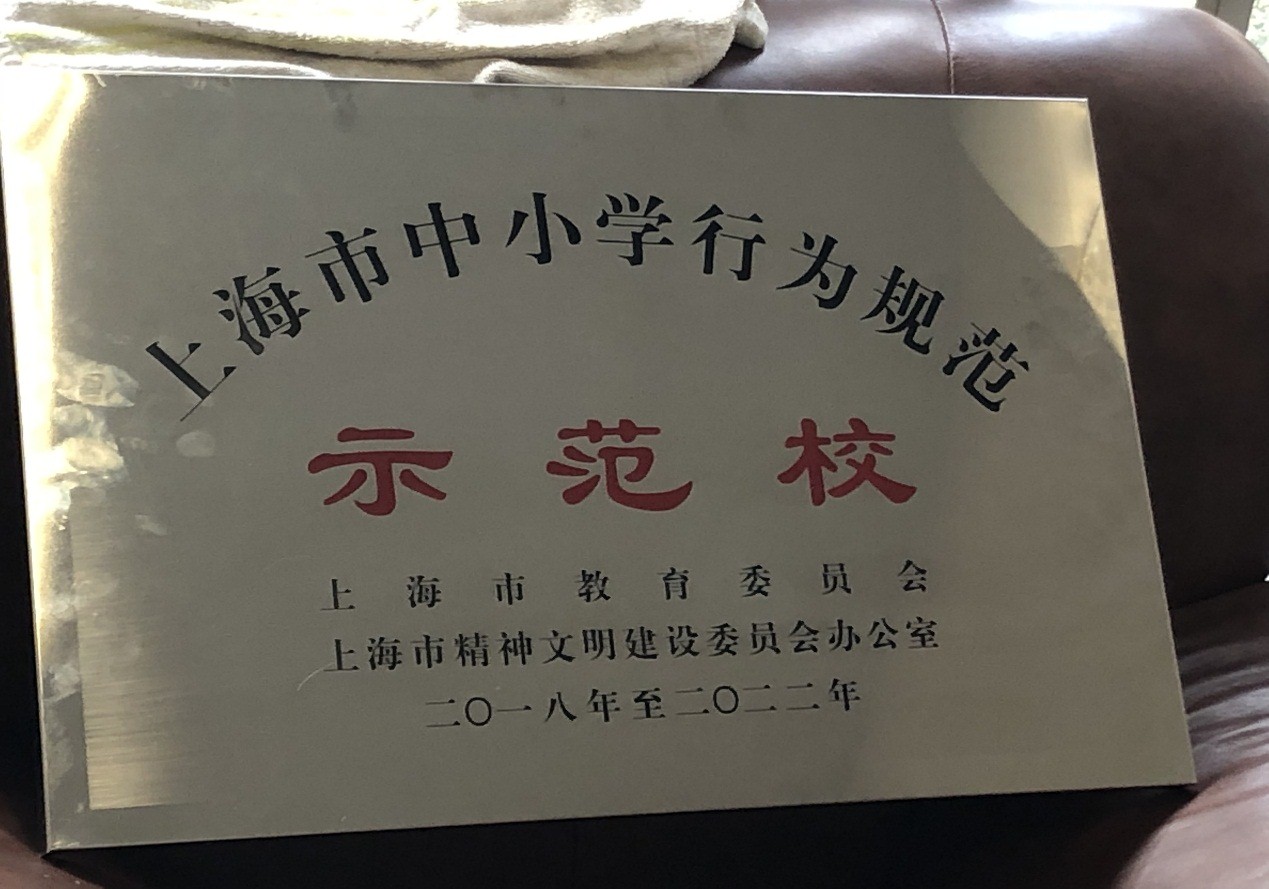 上海市中小学行为规范
示范校
上海市教育委员会
上海市精神文明建设委员会办公室
二〇一八年至二〇二二年